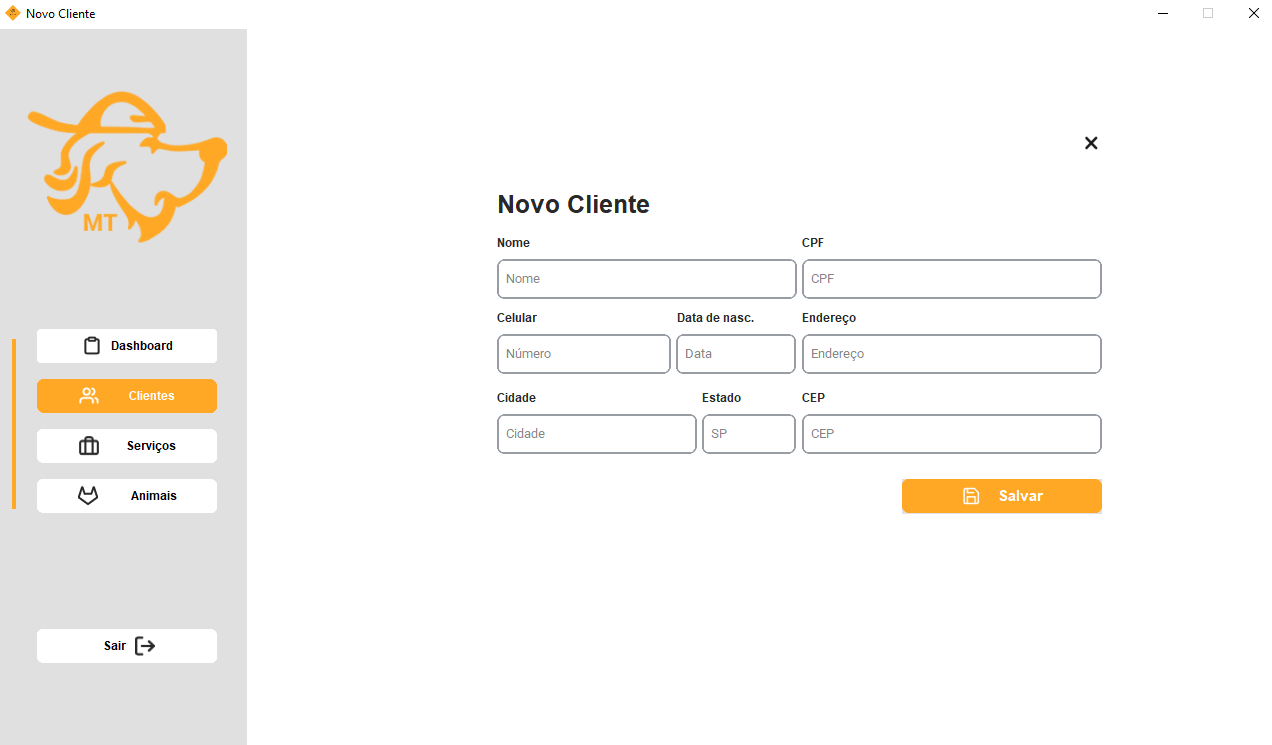 Novo Cliente
MT
Dashboard
Clientes
Serviços
Animais
Sair
Novo Cliente
Nome CPF
Nome CPF
Celular Data de nasc. Endereço
Número Data Endereço
Cidade Estado CEP
Cidade SP CEP
Salvar